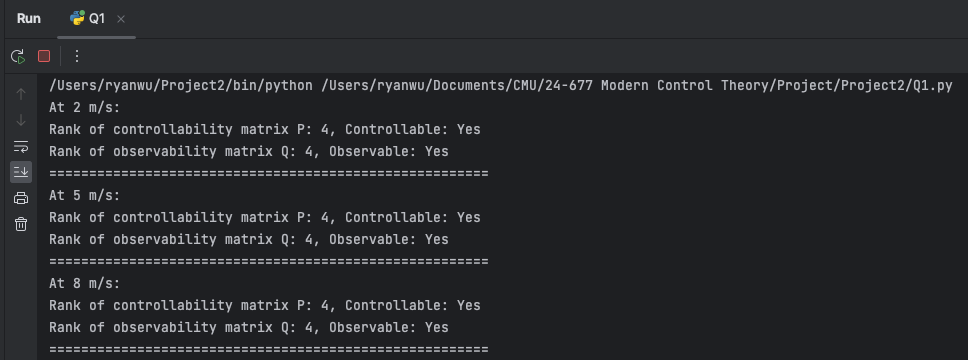 Run Q1
/Users/ryanwu/Project2/bin/python /Users/ryanwu/Documents/CMU/24-677 Modern Control Theory/Project/Project2/Q1.py
At 2 m/s:
Rank of controllability matrix P: 4, Controllable: Yes
Rank of observability matrix Q: 4, Observable: Yes
======================================================
At 5 m/s:
Rank of controllability matrix P: 4, Controllable: Yes
Rank of observability matrix Q: 4, Observable: Yes
======================================================
At 8 m/s:
Rank of controllability matrix P: 4, Controllable: Yes
Rank of observability matrix Q: 4, Observable: Yes
======================================================